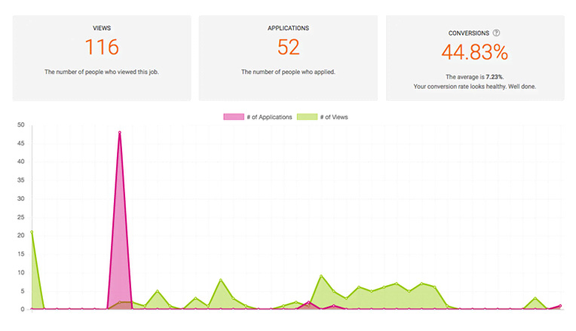 VIEWS
116
The number of people who viewed this job.
APPLICATIONS
52
The number of people who applied.
CONVERSIONS ?
44.83%
The average is 7.23%.
Your conversion rate looks healthy. Well done.
# of Applications # of Views
50
45
40
35
30
25
20
15
10
5
0